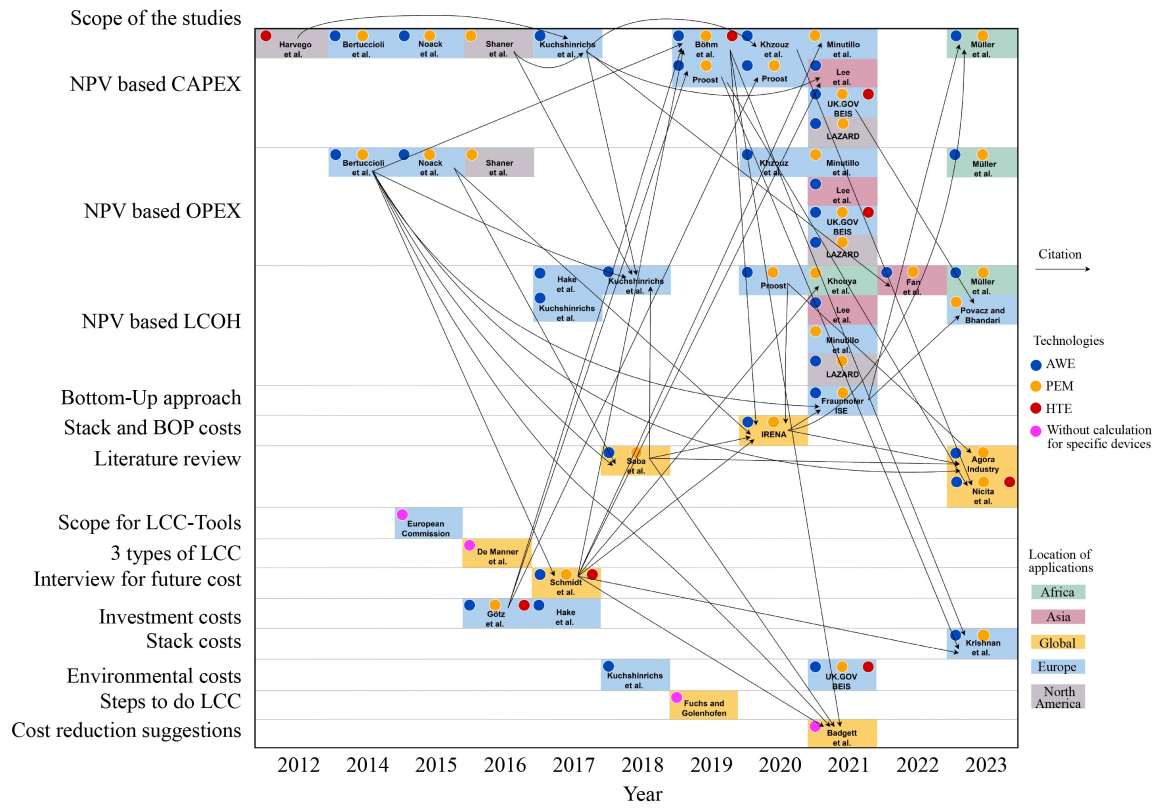 Scope of the studies
Harvego
et al.
Bertuccioli
et al.
Noack
et al.
Shaner
et al.
Kuchshinrichs
et al.
Böhm
et al.
Khzouz
et al.
Minutillo
et al.
Müller
et al.
NPV based CAPEX
Proost
Proost
Lee
et al.
UK.GOV
BEIS
LAZARD
NPV based OPEX
Bertuccioli
et al.
Noack
et al.
Shaner
et al.
Khzouz
et al.
Minutillo
et al.
Müller
et al.
Lee
et al.
UK.GOV
BEIS
LAZARD
NPV based LCOH
Hake
et al.
Kuchshinrichs
et al.
Kuchshinrichs
et al.
Proost
Khouya
et al.
Fan
et al.
Müller
et al.
Lee
et al.
Povacz and
Bhandari
Minutillo
et al.
LAZARD
Bottom-Up approach
Fraunhofer
ISE
Stack and BOP costs
IRENA
Literature review
Saba
et al.
Agora
Industry
Nicita
et al.
Scope for LCC-Tools
European
Commission
3 types of LCC
De Manner
et al.
Interview for future cost
Schmidt
et al.
Investment costs
Götz
et al.
Hake
et al.
Stack costs
Krishnan
et al.
Environmental costs
Kuchshinrichs
et al.
UK.GOV
BEIS
Steps to do LCC
Fuchs and
Golenhofen
Cost reduction suggestions
Badgett
et al.
2012 2014 2015 2016 2017 2018 2019 2020 2021 2022 2023
Year
Citation
Technologies
AWE
PEM
HTE
Without calculation
for specific devices
Location of
applications
Africa
Asia
Global
Europe
North
America